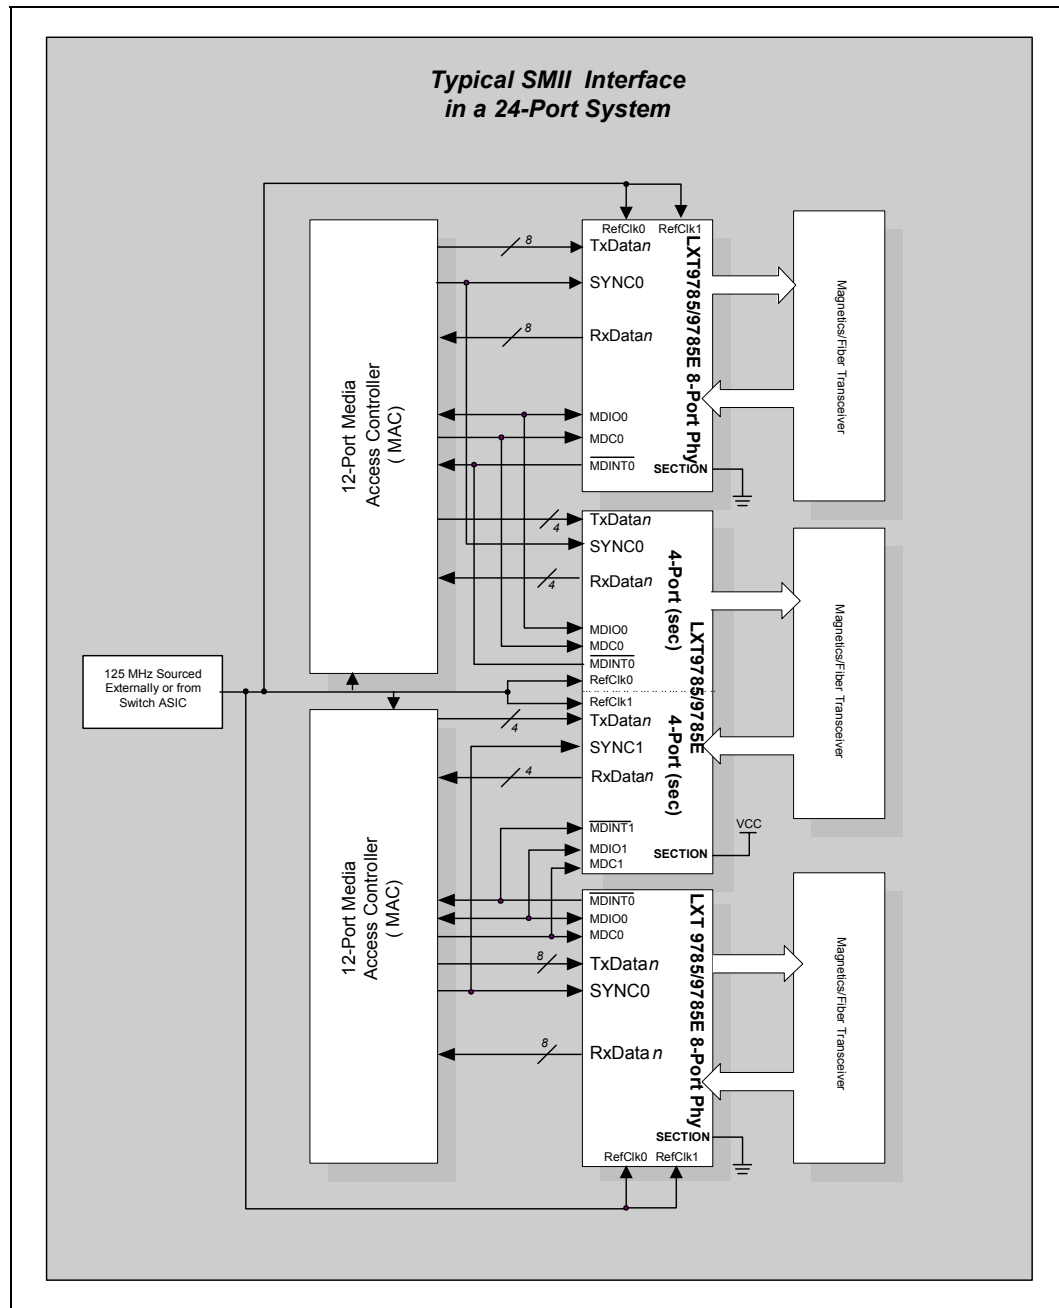 Typical SMII Interface
in a 24-Port System
RefClk0 RefClk1
TxDatan
8
SYNC0
RxDatan
8
MDIO0
MDC0
MDINT0
SECTION
LXT9785/9785E 8-Port Phy
Magnetics/Fiber Transceiver
12-Port Media
Access Controller
( MAC)
TxDatan
4
SYNC0
RxDatan
4
MDIO0
MDC0
MDINT0
RefClk0
4-Port (sec)
LXT9785/9785E
Magnetics/Fiber Transceiver
125 MHz Sourced
Externally or from
Switch ASIC
RefClk1
TxDatan
4
SYNC1
RxDatan
4
4-Port (sec)
MDINT1
MDIO1
MDC1
VCC
SECTION
12-Port Media
Access Controller
( MAC)
MDINT0
MDIO0
MDC0
TxDatan
8
SYNC0
RxDatan
8
LXT 9785/9785E 8-Port Phy
SECTION
RefClk0 RefClk1
Magnetics/Fiber Transceiver